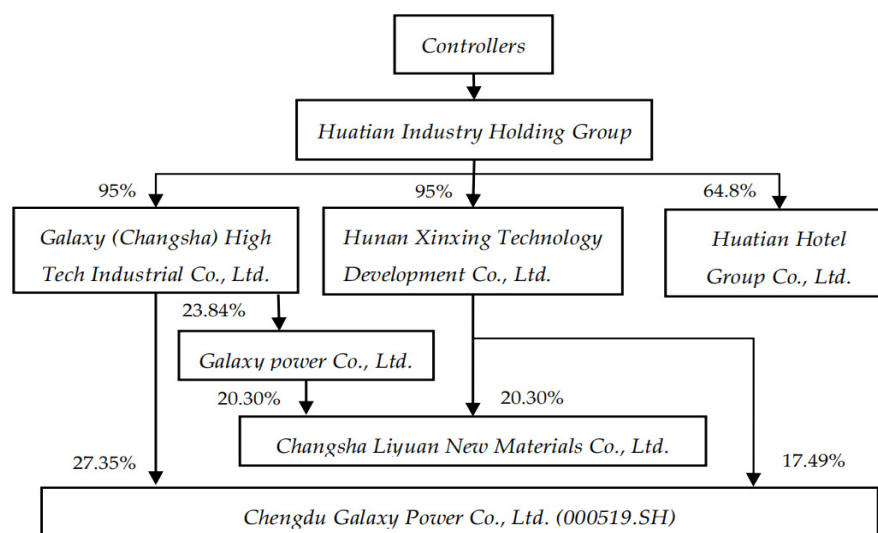 Controllers
Huatian Industry Holding Group
95%
95%
64.8%
Galaxy (Changsha) High
Tech Industrial Co., Ltd.
Hunan Xinxing Technology
Development Co., Ltd.
Huatian Hotel
Group Co., Ltd.
23.84%
Galaxy power Co., Ltd.
20.30%
20.30%
Changsha Liyuan New Materials Co., Ltd.
27.35%
17.49%
Chengdu Galaxy Power Co., Ltd. (000519.SH)